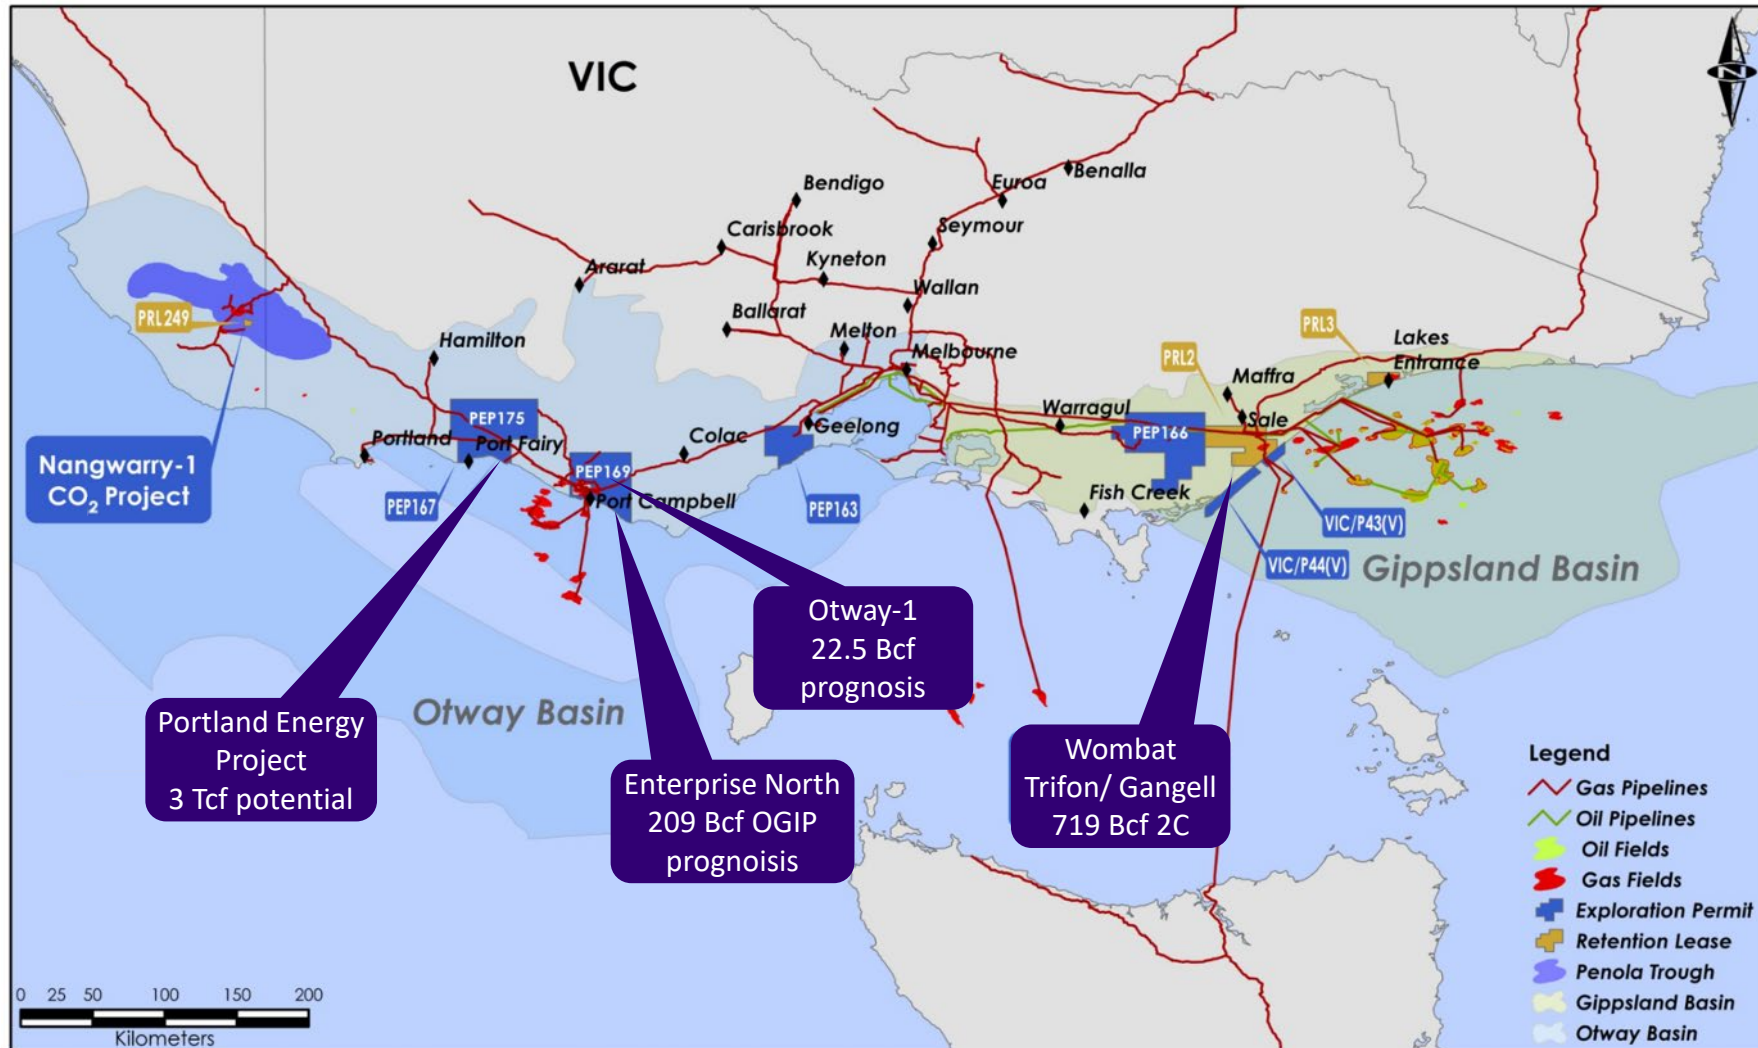 VIC
N
Bendigo
Euroa
Benalla
Carisbrook
Seymour
Ararat
Kyneton
Wallan
PRL249
Ballarat
Melton
Melbourne
Hamilton
PRL3
Lakes
Entrance
PRL2
Maffra
Sale
Warragul
PEP166
PEP175
Portland
Port Fairy
Geelong
Colac
PEP169
Port Campbell
PEP167
PEP163
Fish Creek
VIC/P43(V)
VIC/P44(V)
Gippsland Basin
Nangwarry-1
CO₂ Project
Otway-1
22.5 Bcf
prognosis
Otway Basin
Portland Energy
Project
3 Tcf potential
Enterprise North
209 Bcf OGIP
prognoisis
Wombat
Trifon/ Gangell
719 Bcf 2C
Legend
Gas Pipelines
Oil Pipelines
Oil Fields
Gas Fields
Exploration Permit
Retention Lease
Penola Trough
Gippsland Basin
Otway Basin
0 25 50 100 150 200
Kilometers